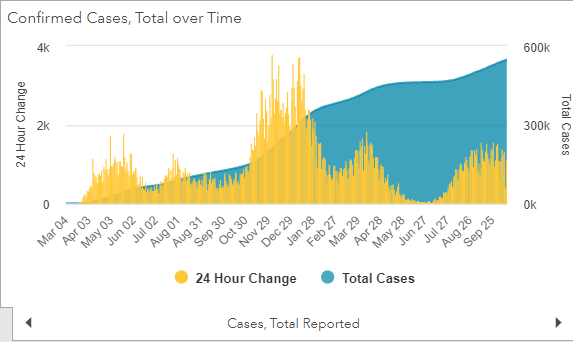 Confirmed Cases, Total over Time
4k
600k
24 Hour Change
Total Cases
2k
300k
0
0k
Mar 04
Apr 03
May 03
Jun 02
Jul 02
Aug 01
Aug 31
Sep 30
Oct 30
Nov 29
Dec 29
Jan 28
Feb 27
Mar 29
Apr 28
May 28
Jun 27
Jul 27
Aug 26
Sep 25
24 Hour Change
Total Cases
Cases, Total Reported